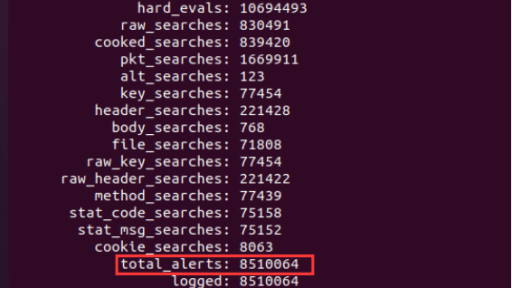 hard_evals: 10694493
raw_searches: 830491
cooked_searches: 839420
pkt_searches: 1669911
alt_searches: 123
key_searches: 77454
header_searches: 221428
body_searches: 768
file_searches: 71808
raw_key_searches: 77454
raw_header_searches: 221422
method_searches: 77439
stat_code_searches: 75158
stat_msg_searches: 75152
cookie_searches: 8063
total_alerts: 8510064
logged: 8510064